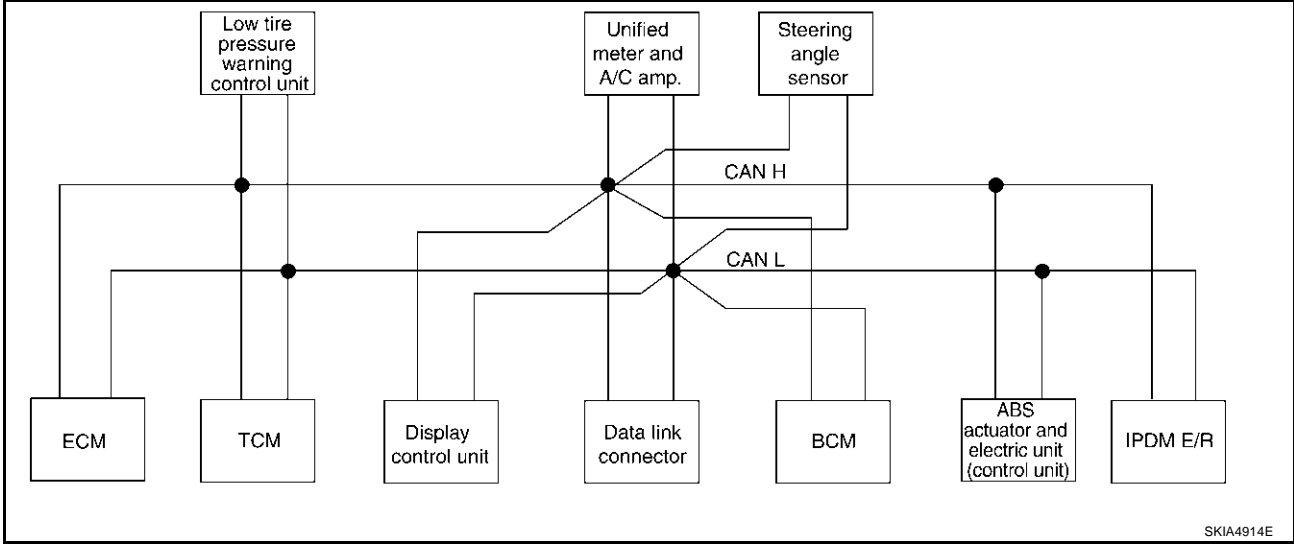 Low tire
pressure
warning
control unit
Unified
meter and
A/C amp.
Steering
angle
sensor
CAN H
CAN L
ECM
TCM
Display
control unit
Data link
connector
BCM
ABS
actuator and
electric unit
(control unit)
IPDM E/R
SKIA4914E